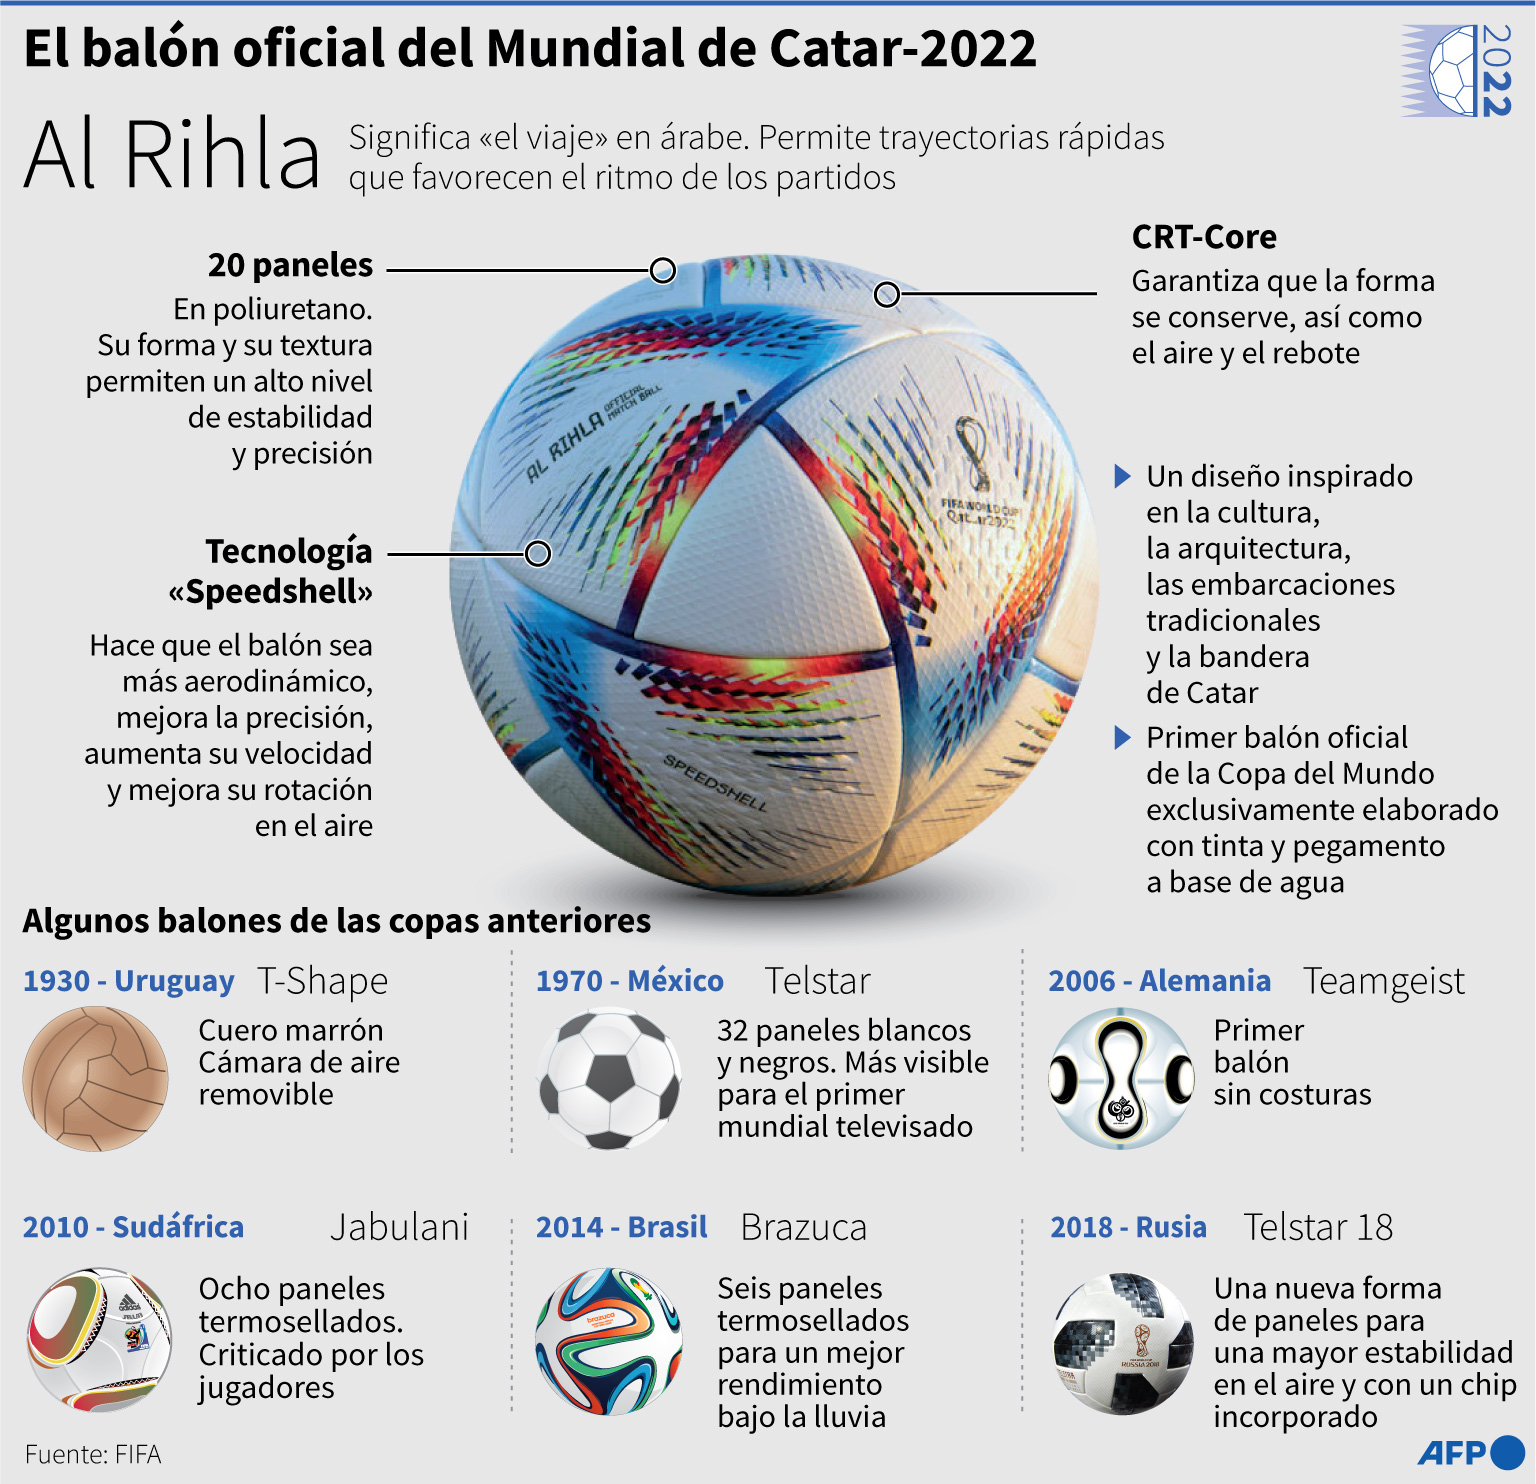 El balón oficial del Mundial de Catar-2022
2022
Al Rihla
Significa «el viaje» en árabe. Permite trayectorias rápidas
que favorecen el ritmo de los partidos
20 paneles
En poliuretano.
Su forma y su textura
permiten un alto nivel
de estabilidad
y precisión
Tecnología
«Speedshell»
Hace que el balón sea
más aerodinámico,
mejora la precisión,
aumenta su velocidad
y mejora su rotación
en el aire
AL RIHLA OFFICIAL
MATCH BALL
FIFA WORLD CUP
Qatar2022
SPEEDSHELL
CRT-Core
Garantiza que la forma
se conserve, así como
el aire y el rebote
Un diseño inspirado
en la cultura,
la arquitectura,
las embarcaciones
tradicionales
y la bandera
de Catar
Primer balón oficial
de la Copa del Mundo
exclusivamente elaborado
con tinta y pegamento
a base de agua
Algunos balones de las copas anteriores
1930 - Uruguay T-Shape
Cuero marrón
Cámara de aire
removible
1970 - México Telstar
32 paneles blancos
y negros. Más visible
para el primer
mundial televisado
2006 - Alemania Teamgeist
Primer
balón
sin costuras
2010 - Sudáfrica Jabulani
adidas
Ocho paneles
termosellados.
Criticado por los
jugadores
2014 - Brasil Brazuca
brazuca
Seis paneles
termosellados
para un mejor
rendimiento
bajo la lluvia
2018 - Rusia Telstar 18
RUSSIA 2018
Una nueva forma
de paneles para
una mayor estabilidad
en el aire y con un chip
incorporado
Fuente: FIFA
AFP